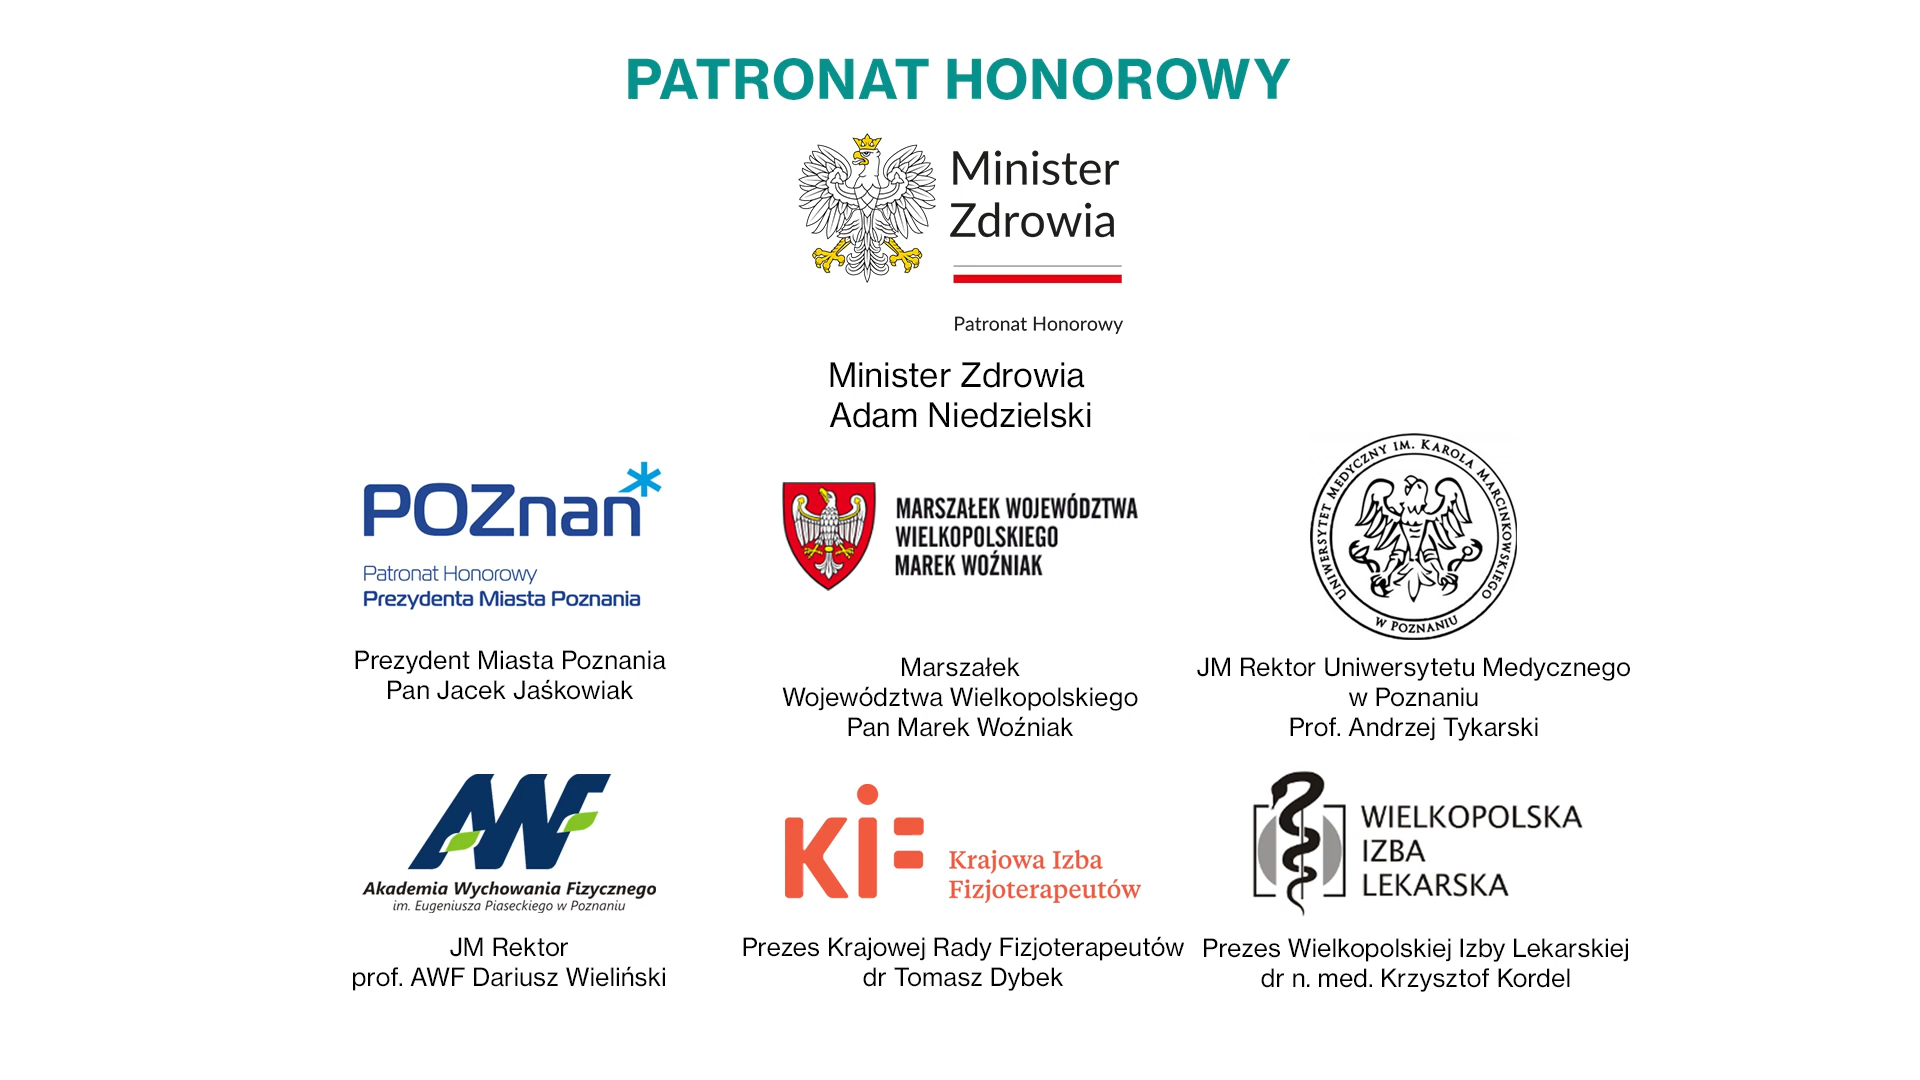 PATRONAT HONOROWY
Minister
Zdrowia
Patronat Honorowy
Minister Zdrowia
Adam Niedzielski
POZnań*
Patronat Honorowy
Prezydenta Miasta Poznania
Prezydent Miasta Poznania
Pan Jacek Jaśkowiak
MARSZAŁEK WOJEWÓDZTWA
WIELKOPOLSKIEGO
MAREK WOŹNIAK
Marszałek
Województwa Wielkopolskiego
Pan Marek Woźniak
UNIWERSYTET MEDYCZNY IM. KAROLA MARCINKOWSKIEGO
W POZNANIU
JM Rektor Uniwersytetu Medycznego
w Poznaniu
Prof. Andrzej Tykarski
AWF
Akademia Wychowania Fizycznego
im. Eugeniusza Piaseckiego w Poznaniu
JM Rektor
prof. AWF Dariusz Wieliński
KIF
Krajowa Izba
Fizjoterapeutów
Prezes Krajowej Rady Fizjoterapeutów
dr Tomasz Dybek
WIELKOPOLSKA
IZBA
LEKARSKA
Prezes Wielkopolskiej Izby Lekarskiej
dr n. med. Krzysztof Kordel